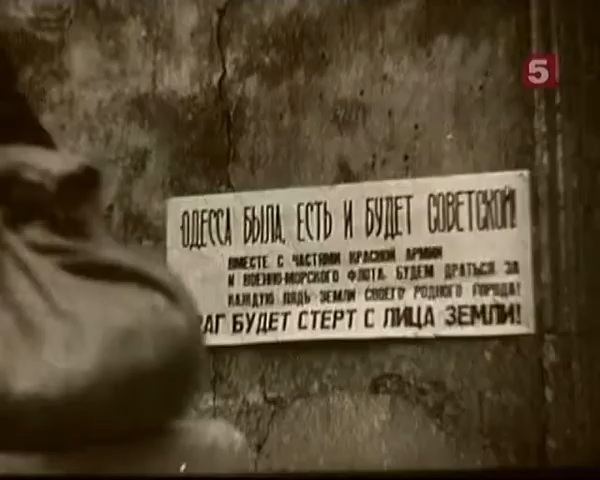 5
ОДЕССА БЫЛА, ЕСТЬ И БУДЕТ СОВЕТСКОЙ!
ВМЕСТЕ С ЧАСТЯМИ КРАСНОЙ АРМИИ
И ВОЕННО-МОРСКОГО ФЛОТА БУДЕМ ДРАТЬСЯ ЗА
КАЖДУЮ ПЯДЬ ЗЕМЛИ СВОЕГО РОДНОГО ГОРОДА!
РАГ БУДЕТ СТЕРТ С ЛИЦА ЗЕМЛИ!